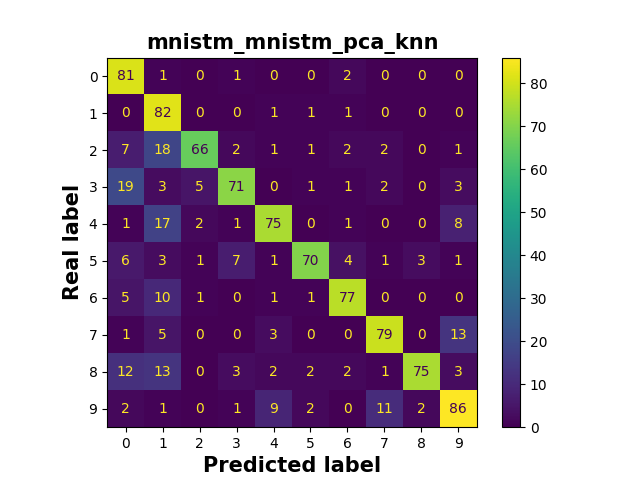 mnistm_mnistm_pca_knn
0 81 1 0 1 0 0 2 0 0 0
1 0 82 0 0 1 1 1 0 0 0
2 7 18 66 2 1 1 2 2 0 1
3 19 3 5 71 0 1 1 2 0 3
4 1 17 2 1 75 0 1 0 0 8
5 6 3 1 7 1 70 4 1 3 1
6 5 10 1 0 1 1 77 0 0 0
7 1 5 0 0 3 0 0 79 0 13
8 12 13 0 3 2 2 2 1 75 3
9 2 1 0 1 9 2 0 11 2 86
0 1 2 3 4 5 6 7 8 9
Real label
Predicted label
80
70
60
50
40
30
20
10
0